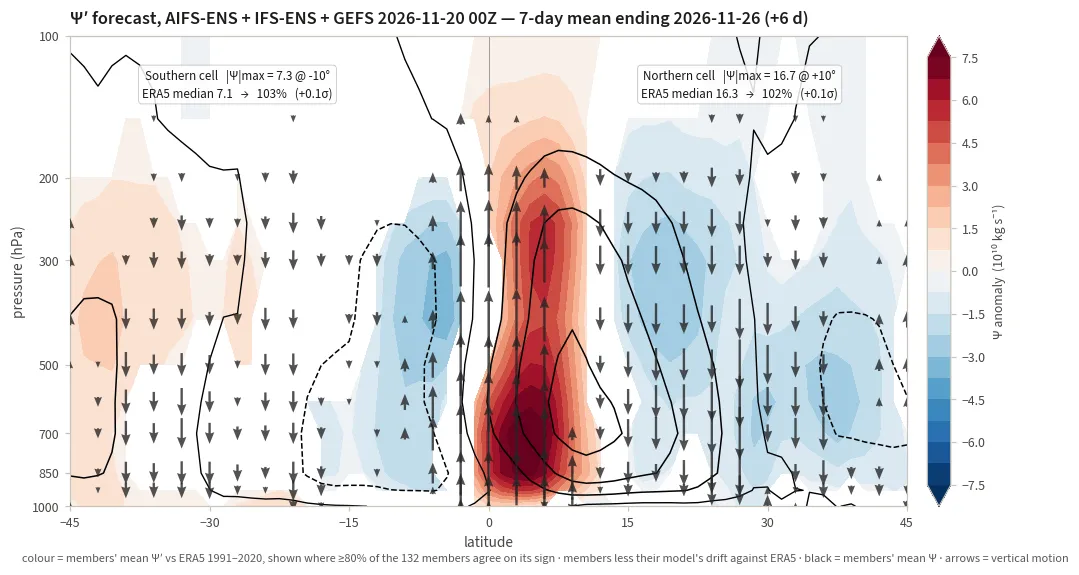 Ψ′ forecast, AIFS-ENS + IFS-ENS + GEFS 2026-11-20 00Z — 7-day mean ending 2026-11-26 (+6 d)
Southern cell |Ψ|max = 7.3 @ -10°
ERA5 median 7.1 → 103% (+0.1σ)
Northern cell |Ψ|max = 16.7 @ +10°
ERA5 median 16.3 → 102% (+0.1σ)
pressure (hPa)
100
200
300
400
500
700
850
1000
−45
−30
−15
0
15
30
45
latitude
7.5
6.0
4.5
3.0
1.5
0.0
−1.5
−3.0
−4.5
−6.0
−7.5
Ψ anomaly (10¹⁰ kg s⁻¹)
colour = members' mean Ψ′ vs ERA5 1991–2020, shown where ≥80% of the 132 members agree on its sign · members less their model's drift against ERA5 · black = members' mean Ψ · arrows = vertical motion